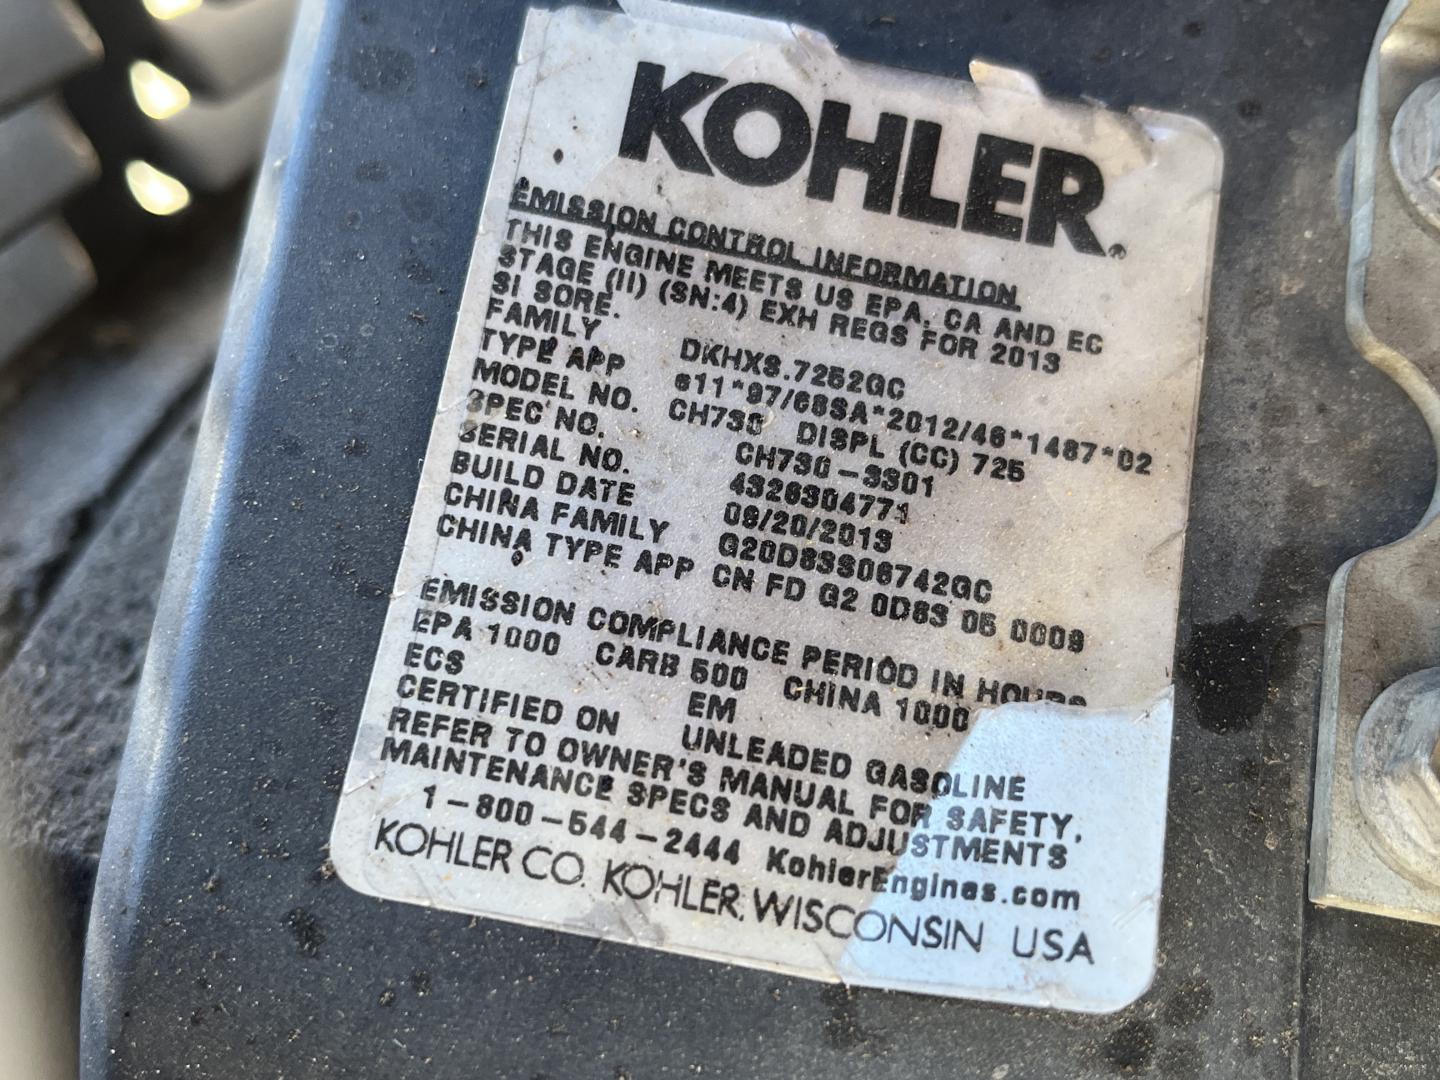 KOHLER.
EMISSION CONTROL INFORMATION
THIS ENGINE MEETS US EPA, CA AND EC
STAGE (II) (SN:4) EXH REGS FOR 2013
SI SORE.
FAMILY DKHXS.7252GC
TYPE APP e11*97/68SA*2012/46*1487*02
MODEL NO. CH730 DISPL (CC) 725
SPEC NO. CH730-3301
SERIAL NO. 4326304771
BUILD DATE 09/20/2013
CHINA FAMILY
CHINA TYPE APP CN FD G2
EMISSION COMPLIANCE PERIOD IN HOURS
EPA 1000 CARB 500 CHINA 1000
ECS EM
CERTIFIED ON UNLEADED GASOLINE
REFER TO OWNER'S MANUAL FOR SAFETY,
MAINTENANCE SPECS AND ADJUSTMENTS
1-800-544-2444 KohlerEngines.com
KOHLER CO. KOHLER, WISCONSIN USA